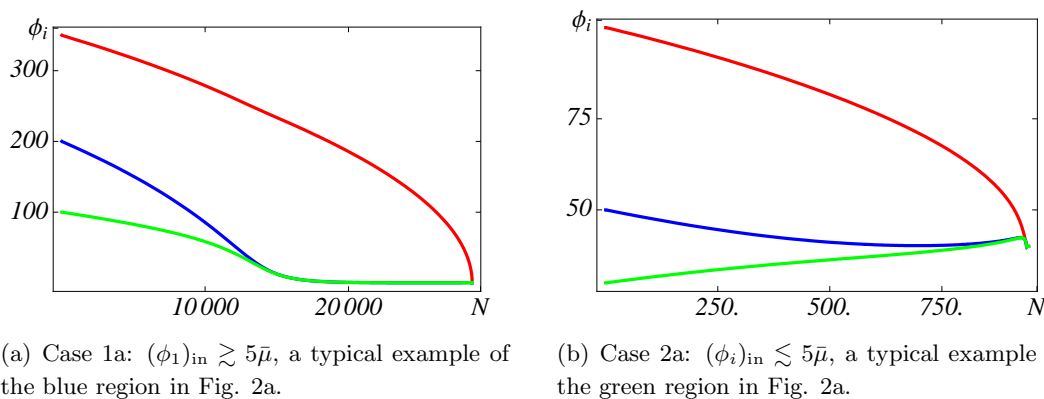 ϕi
300
200
100
10 000
20 000
N
ϕi
75
50
250.
500.
750.
N
(a) Case 1a: (ϕ1)in ≳ 5μ̄, a typical example of
the blue region in Fig. 2a.
(b) Case 2a: (ϕi)in ≲ 5μ̄, a typical example
the green region in Fig. 2a.